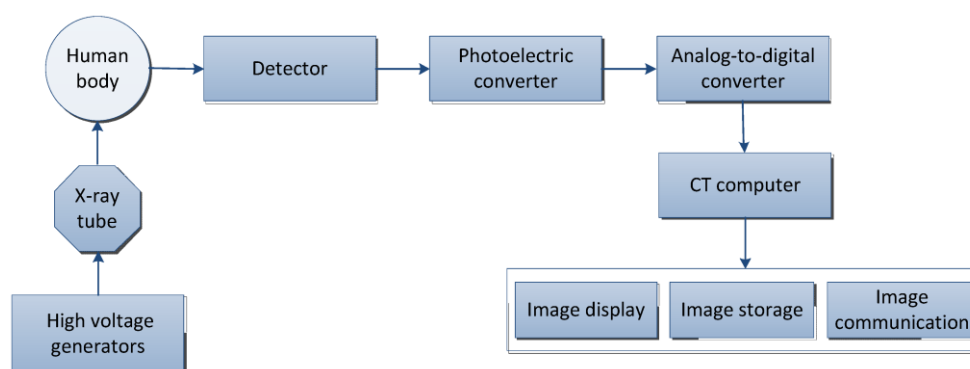 Human
body
Detector
Photoelectric
converter
Analog-to-digital
converter
X-ray
tube
CT computer
High voltage
generators
Image display
Image storage
Image
communication